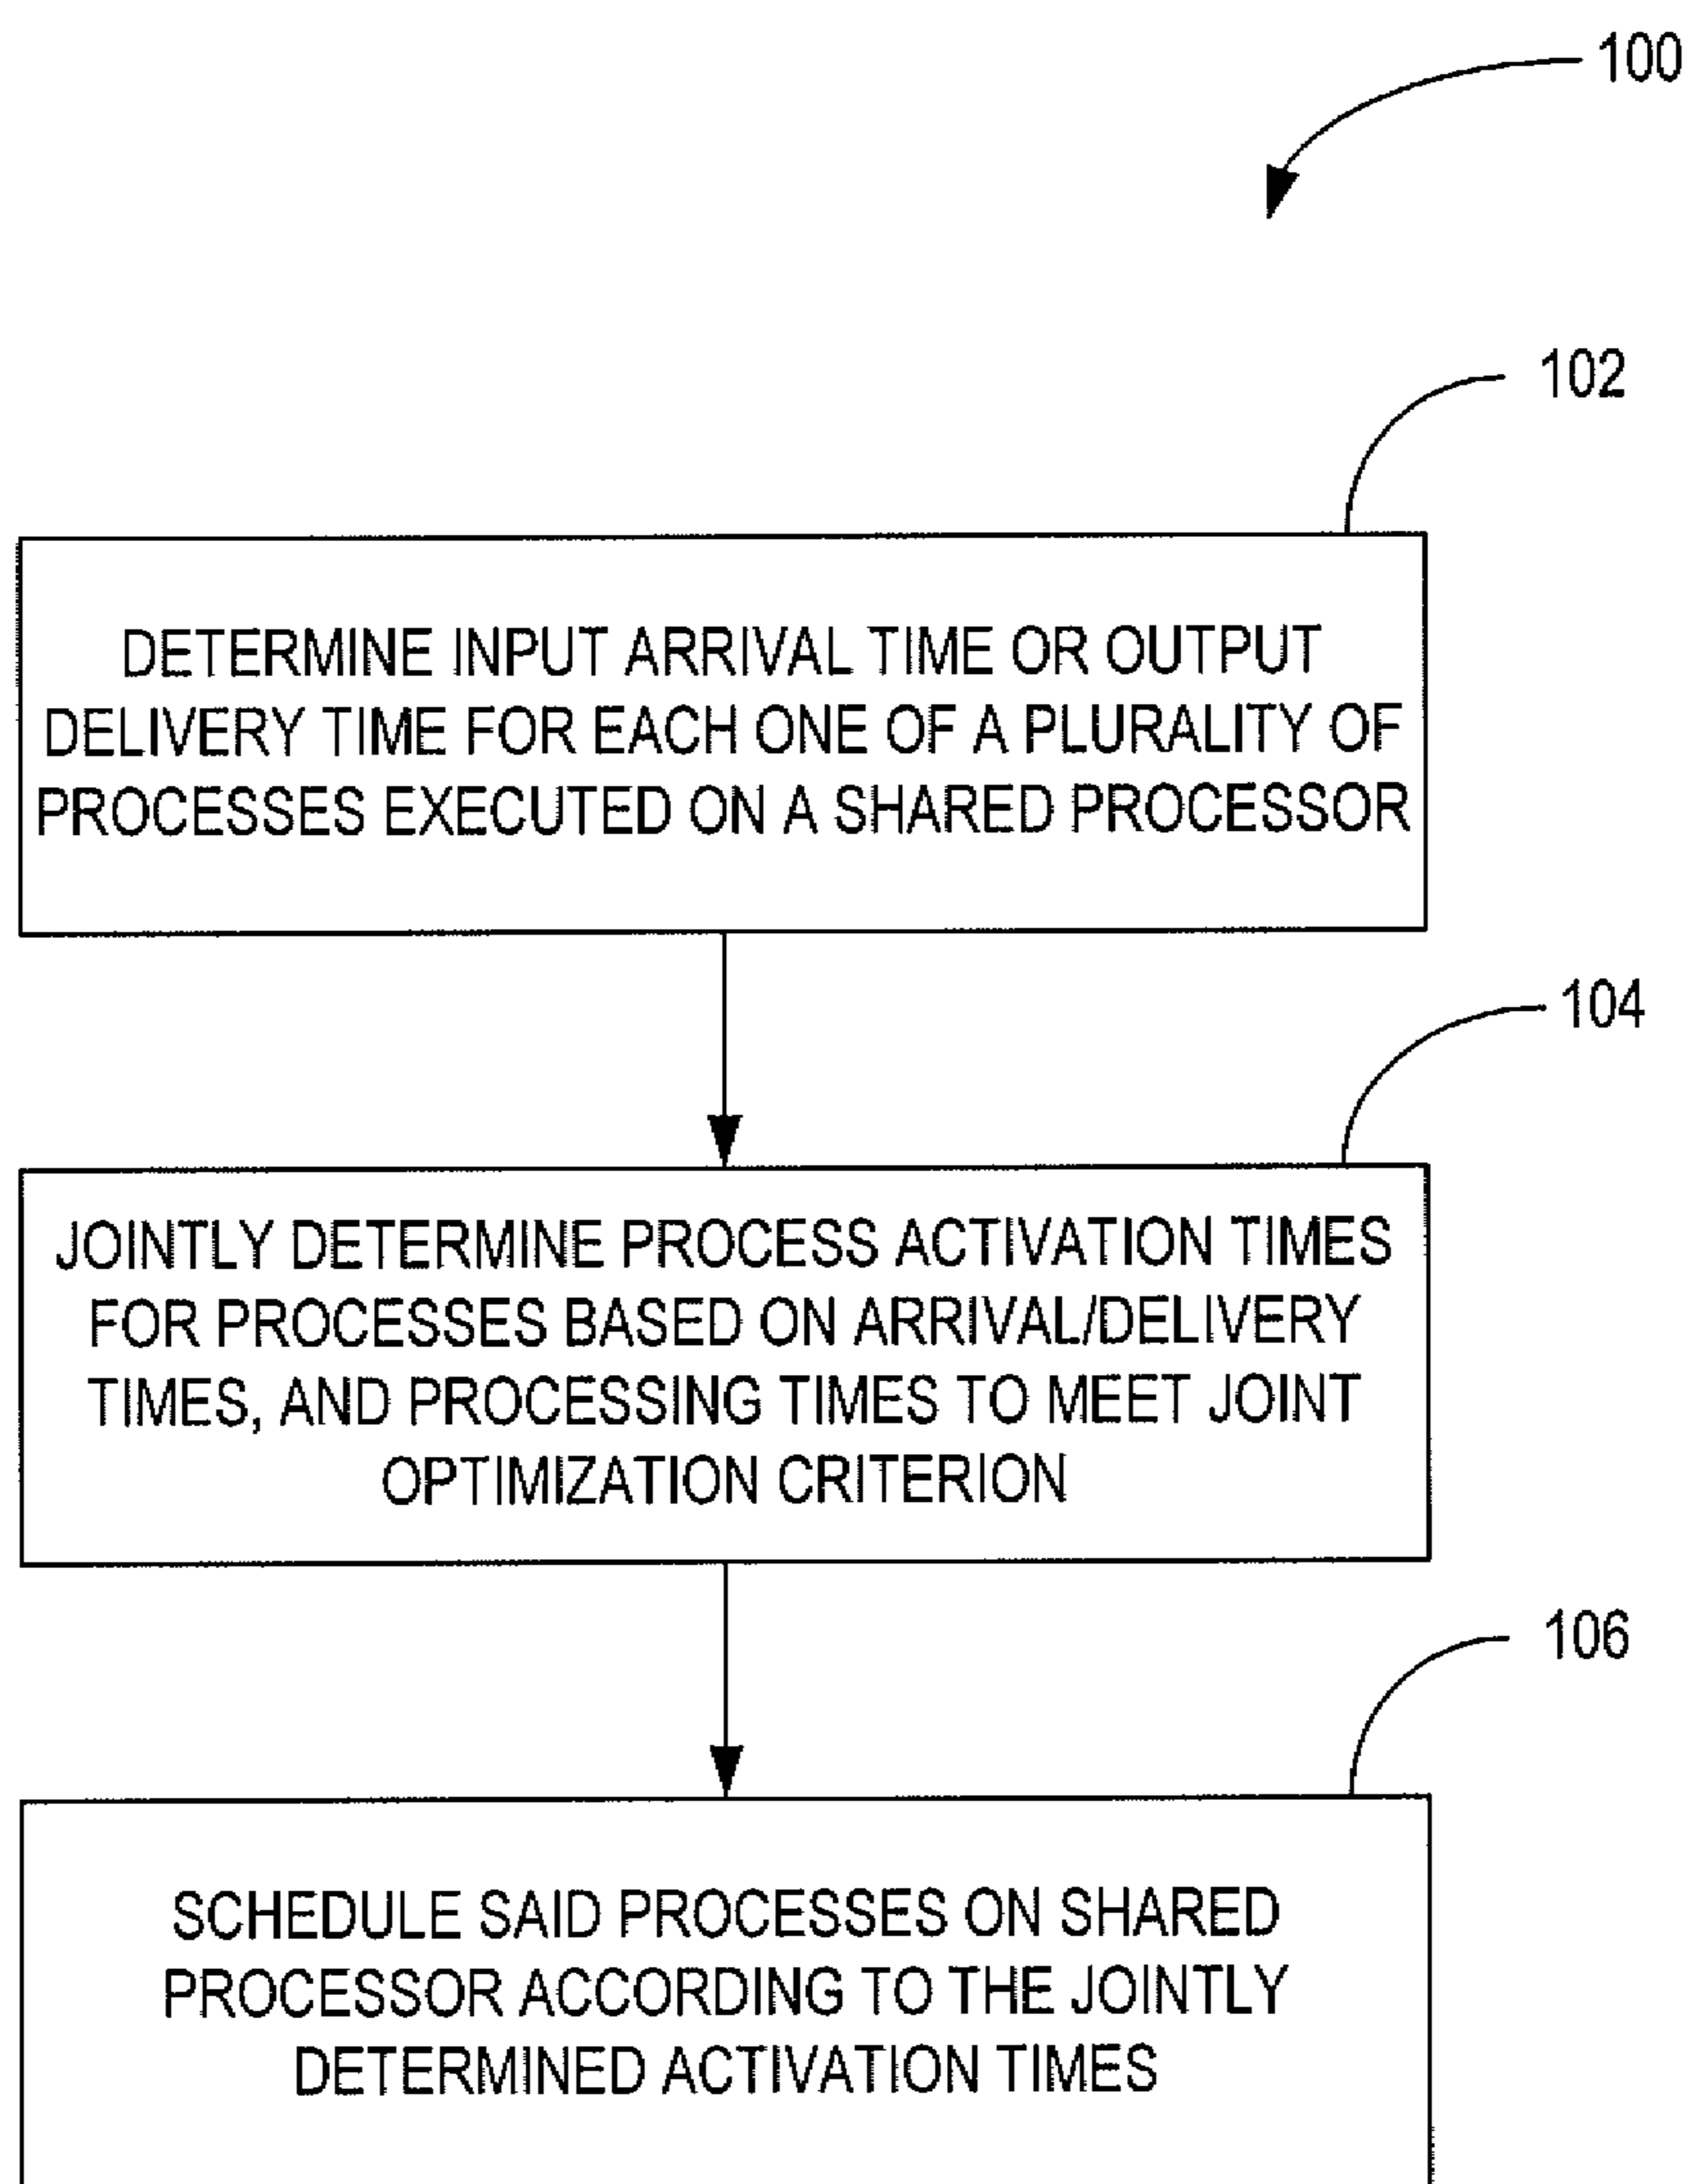 100
102
DETERMINE INPUT ARRIVAL TIME OR OUTPUT
DELIVERY TIME FOR EACH ONE OF A PLURALITY OF
PROCESSES EXECUTED ON A SHARED PROCESSOR
104
JOINTLY DETERMINE PROCESS ACTIVATION TIMES
FOR PROCESSES BASED ON ARRIVAL/DELIVERY
TIMES, AND PROCESSING TIMES TO MEET JOINT
OPTIMIZATION CRITERION
106
SCHEDULE SAID PROCESSES ON SHARED
PROCESSOR ACCORDING TO THE JOINTLY
DETERMINED ACTIVATION TIMES